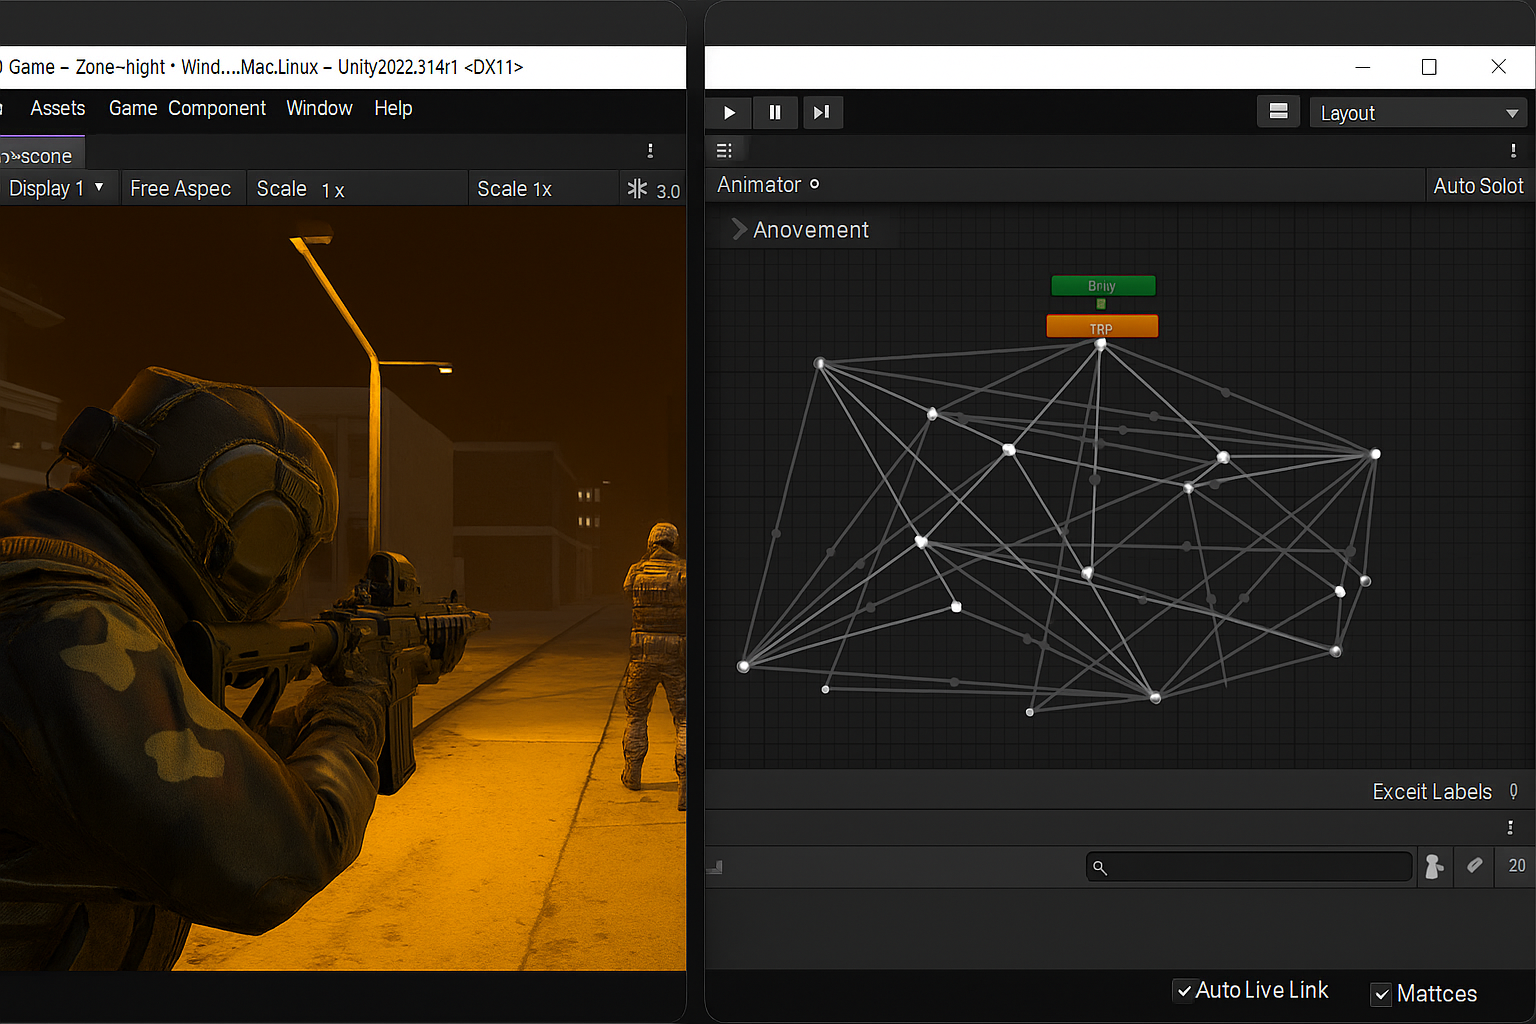 Game – Zone~hight • Wind....Mac.Linux – Unity2022.314r1 <DX11>
Assets Game Component Window Help
scone
Display 1 ▼ Free Aspec Scale 1 x Scale 1x 3.0
Layout
Animator Auto Solot
Anovement
TRP
Exceit Labels
20
Auto Live Link Mattces